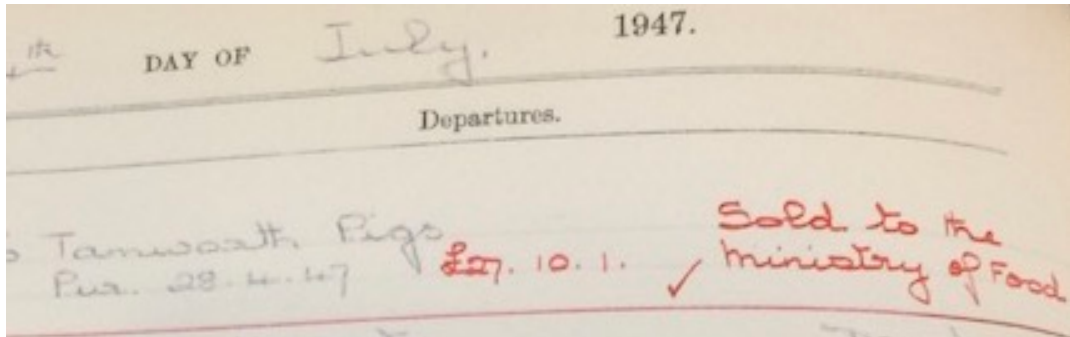 th DAY OF July. 1947.
Departures.
Tamworth Pigs
Pur. 28.4.47
£27. 10. 1. ✓
Sold to the
Ministry of Food